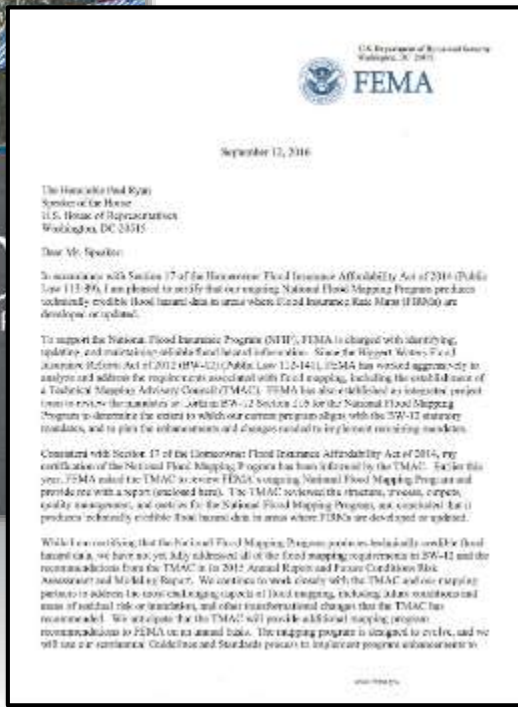 U.S. Department of Homeland Security
Washington, DC 20472
FEMA
September 12, 2016
The Honorable Paul Ryan
Speaker of the House
U.S. House of Representatives
Washington, DC 20515
Dear Mr. Speaker:
In accordance with Section 17 of the Homeowner Flood Insurance Affordability Act of 2014 (Public
Law 113-89), I am pleased to certify that our ongoing National Flood Mapping Program produces
technically credible flood hazard data in areas where Flood Insurance Rate Maps (FIRMs) are
developed or updated.
To support the National Flood Insurance Program (NFIP), FEMA is charged with identifying,
updating, and maintaining reliable flood hazard information. Since the Biggert Waters Flood
Insurance Reform Act of 2012 (BW-12) (Public Law 112-141), FEMA has worked aggressively to
analyze and address the requirements associated with flood mapping, including the establishment of
a Technical Mapping Advisory Council (TMAC). FEMA has also established an integrated project
team to review the mandates in BW-12 Section 216 for the National Flood Mapping
Program to determine the extent to which our current program aligns with the BW-12 statutory
mandates, and to plan the enhancements and changes needed to implement remaining mandates.
Consistent with Section 17 of the Homeowner Flood Insurance Affordability Act of 2014, my
certification of the National Flood Mapping Program has been informed by the TMAC. Earlier this
year, FEMA asked the TMAC to review FEMA's ongoing National Flood Mapping Program and
provide me with a report (enclosed here). The TMAC reviewed the structure, process, outputs,
quality management, and metrics for the National Flood Mapping Program, and concluded that it
produces technically credible flood hazard data in areas where FIRMs are developed or updated.
While I am certifying that the National Flood Mapping Program produces technically credible flood
hazard data, we have not yet fully addressed all of the flood mapping requirements in BW-12 and the
recommendations from the TMAC in its 2015 Annual Report and Future Conditions Risk
Assessment and Modeling Report. We continue to work closely with the TMAC and our mapping
partners to address the most challenging aspects of flood mapping, including future conditions and
areas of residual risk or inundation, and other transformational changes that the TMAC has
recommended. We anticipate that the TMAC will provide additional mapping program
recommendations to FEMA on an annual basis. The mapping program is designed to evolve, and we
will use our Guidelines and Standards process to implement program enhancements to
www.fema.gov